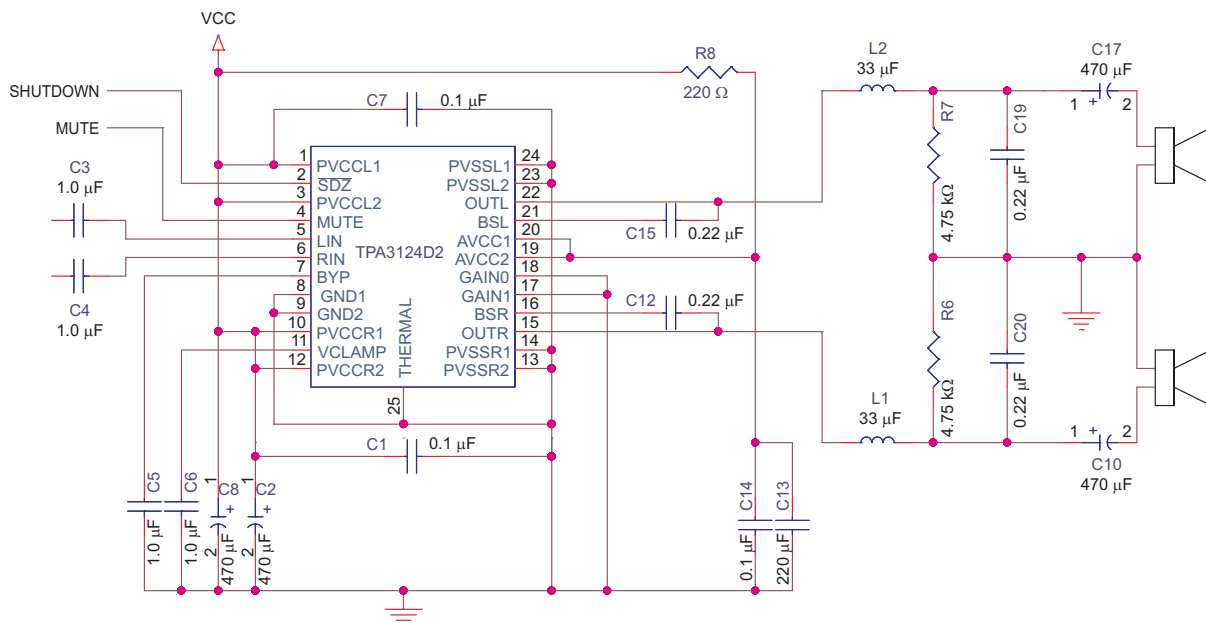 VCC
SHUTDOWN
MUTE
C3
1.0 μF
C4
1.0 μF
C7
0.1 μF
R8
220 Ω
L2
33 μF
C17
470 μF
1 + 2
R7
4.75 kΩ
C19
0.22 μF
R6
4.75 kΩ
C20
0.22 μF
L1
33 μF
1 + 2
C10
470 μF
TPA3124D2
1 PVCCL1
2 SDZ
3 PVCCL2
4 MUTE
5 LIN
6 RIN
7 BYP
8 GND1
9 GND2
10 PVCCR1
11 VCLAMP
12 PVCCR2
PVSSL1 24
PVSSL2 23
OUTL 22
BSL 21
AVCC1 20
AVCC2 19
GAIN0 18
GAIN1 17
BSR 16
OUTR 15
PVSSR1 14
PVSSR2 13
THERMAL
25
C15
0.22 μF
C12
0.22 μF
C1
0.1 μF
C5
1.0 μF
C6
1.0 μF
1
C8
+
2
470 μF
1
C2
+
2
470 μF
C14
0.1 μF
C13
220 μF